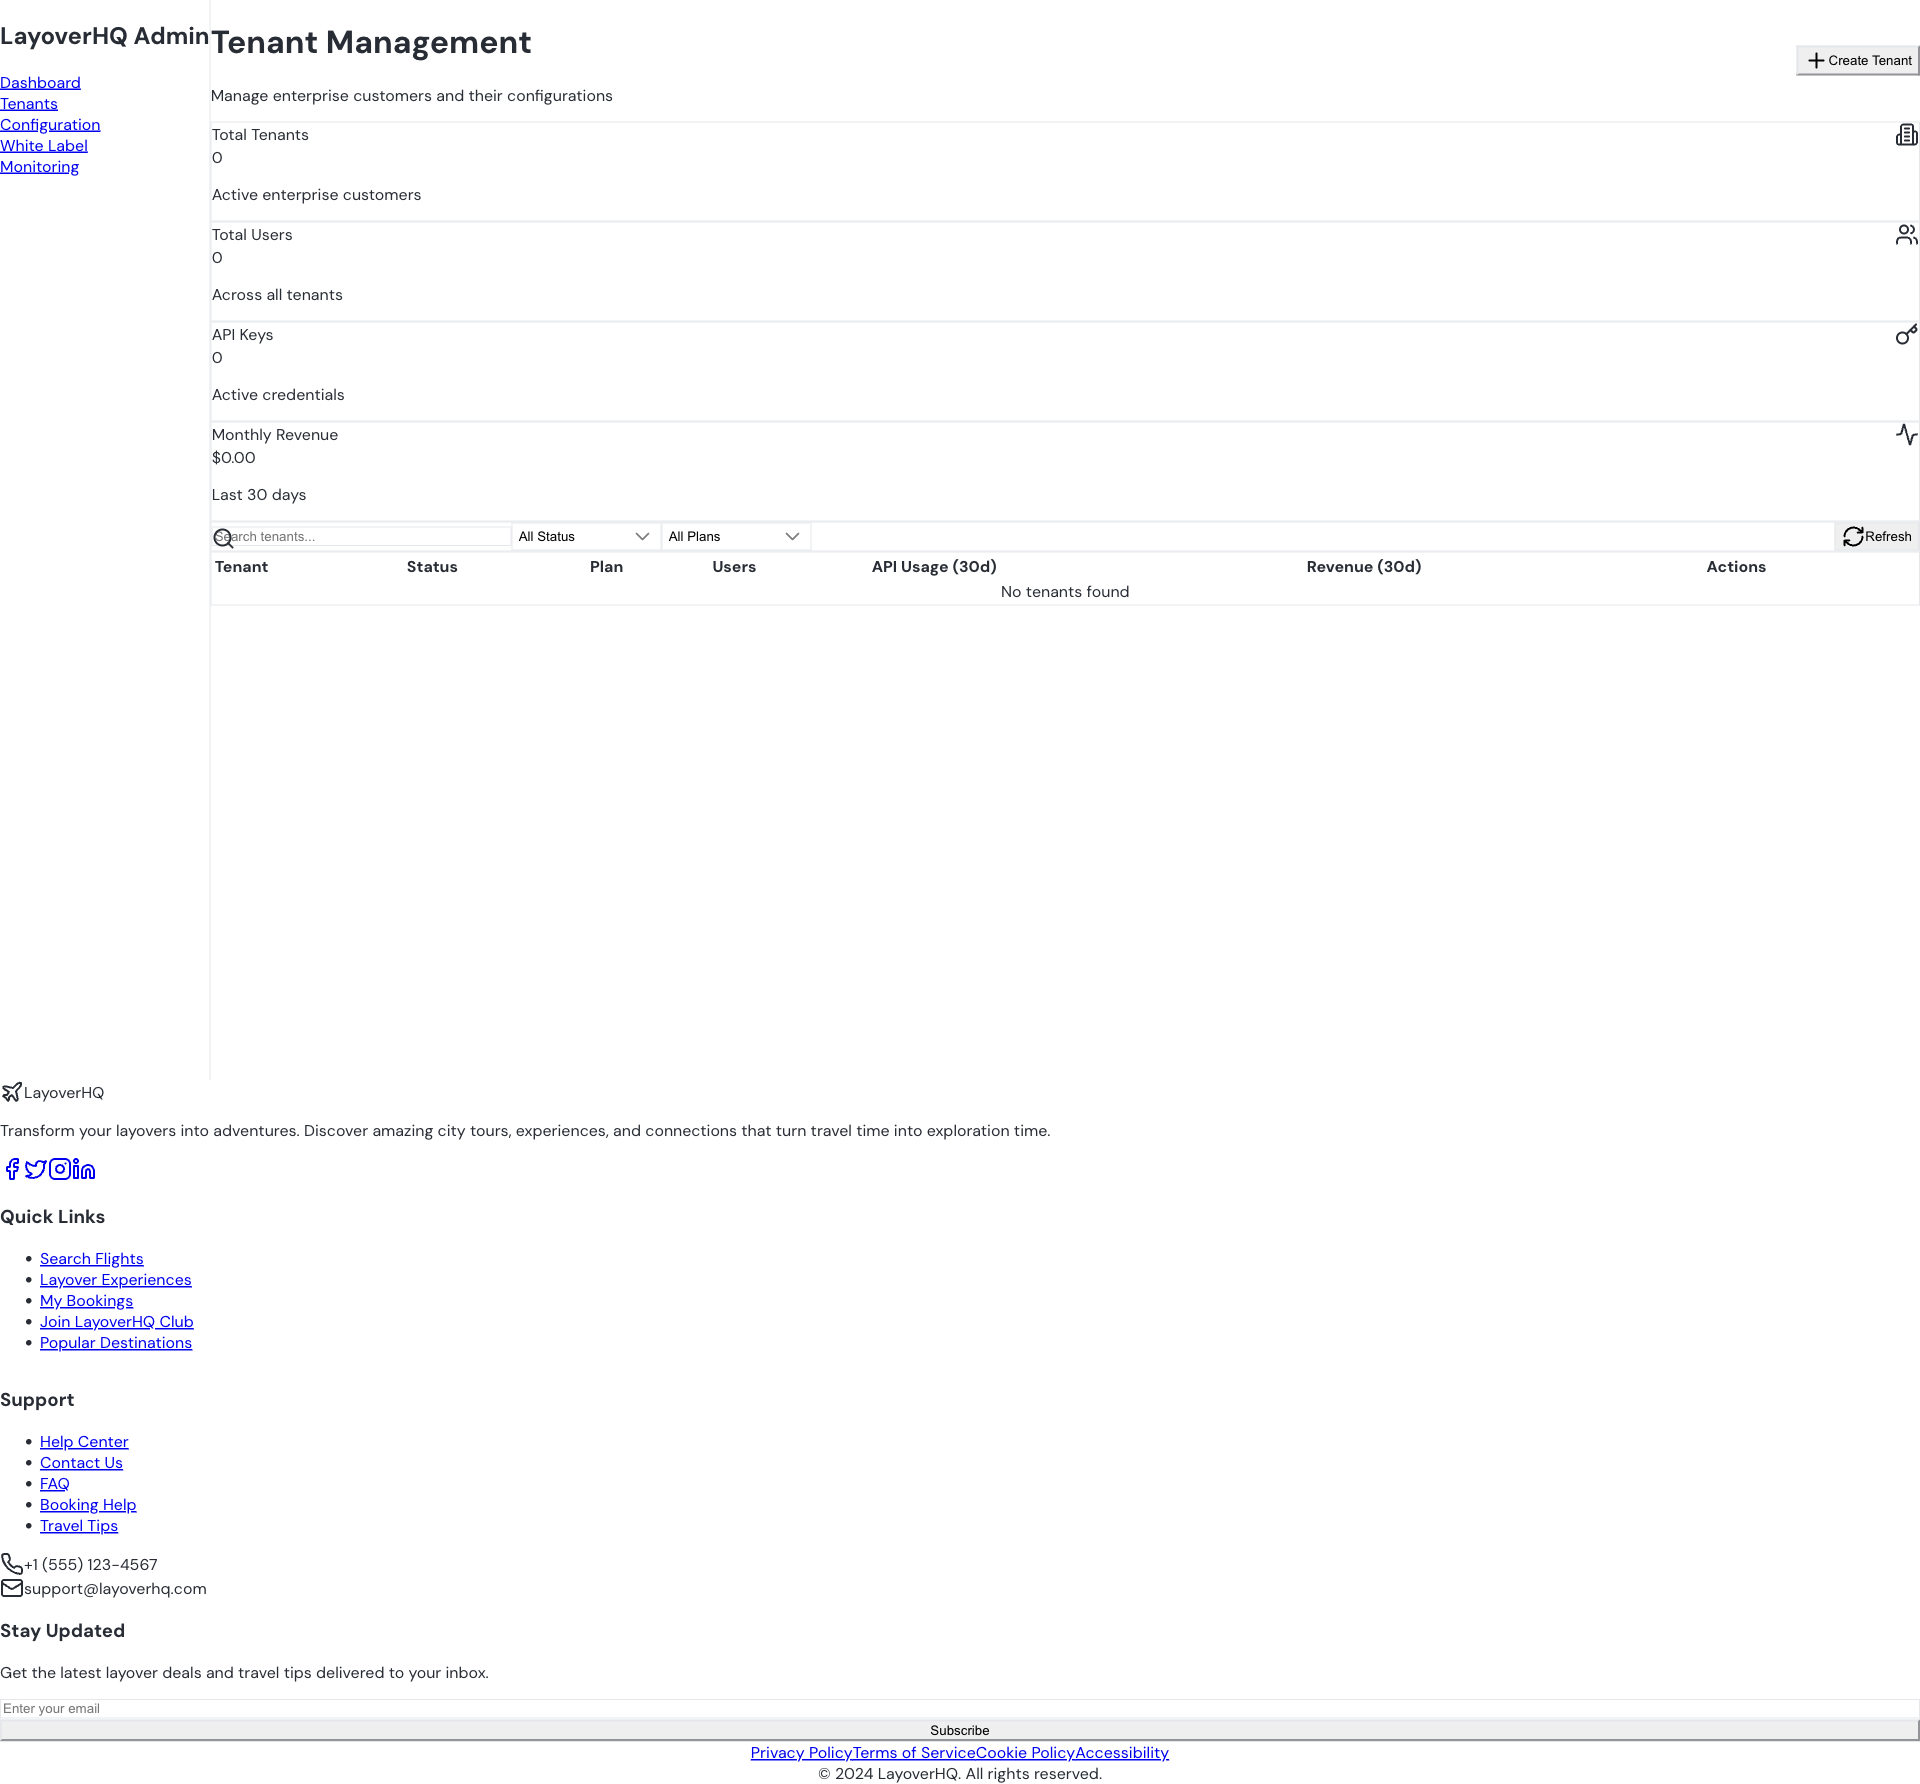 LayoverHQ Admin
Dashboard
Tenants
Configuration
White Label
Monitoring
Tenant Management
Manage enterprise customers and their configurations
Create Tenant
Total Tenants
0
Active enterprise customers
Total Users
0
Across all tenants
API Keys
0
Active credentials
Monthly Revenue
$0.00
Last 30 days
Search tenants... All Status All Plans Refresh
Tenant Status Plan Users API Usage (30d) Revenue (30d) Actions
No tenants found
LayoverHQ
Transform your layovers into adventures. Discover amazing city tours, experiences, and connections that turn travel time into exploration time.
Quick Links
• Search Flights
• Layover Experiences
• My Bookings
• Join LayoverHQ Club
• Popular Destinations
Support
• Help Center
• Contact Us
• FAQ
• Booking Help
• Travel Tips
+1 (555) 123-4567
support@layoverhq.com
Stay Updated
Get the latest layover deals and travel tips delivered to your inbox.
Enter your email
Subscribe
Privacy PolicyTerms of ServiceCookie PolicyAccessibility
© 2024 LayoverHQ. All rights reserved.